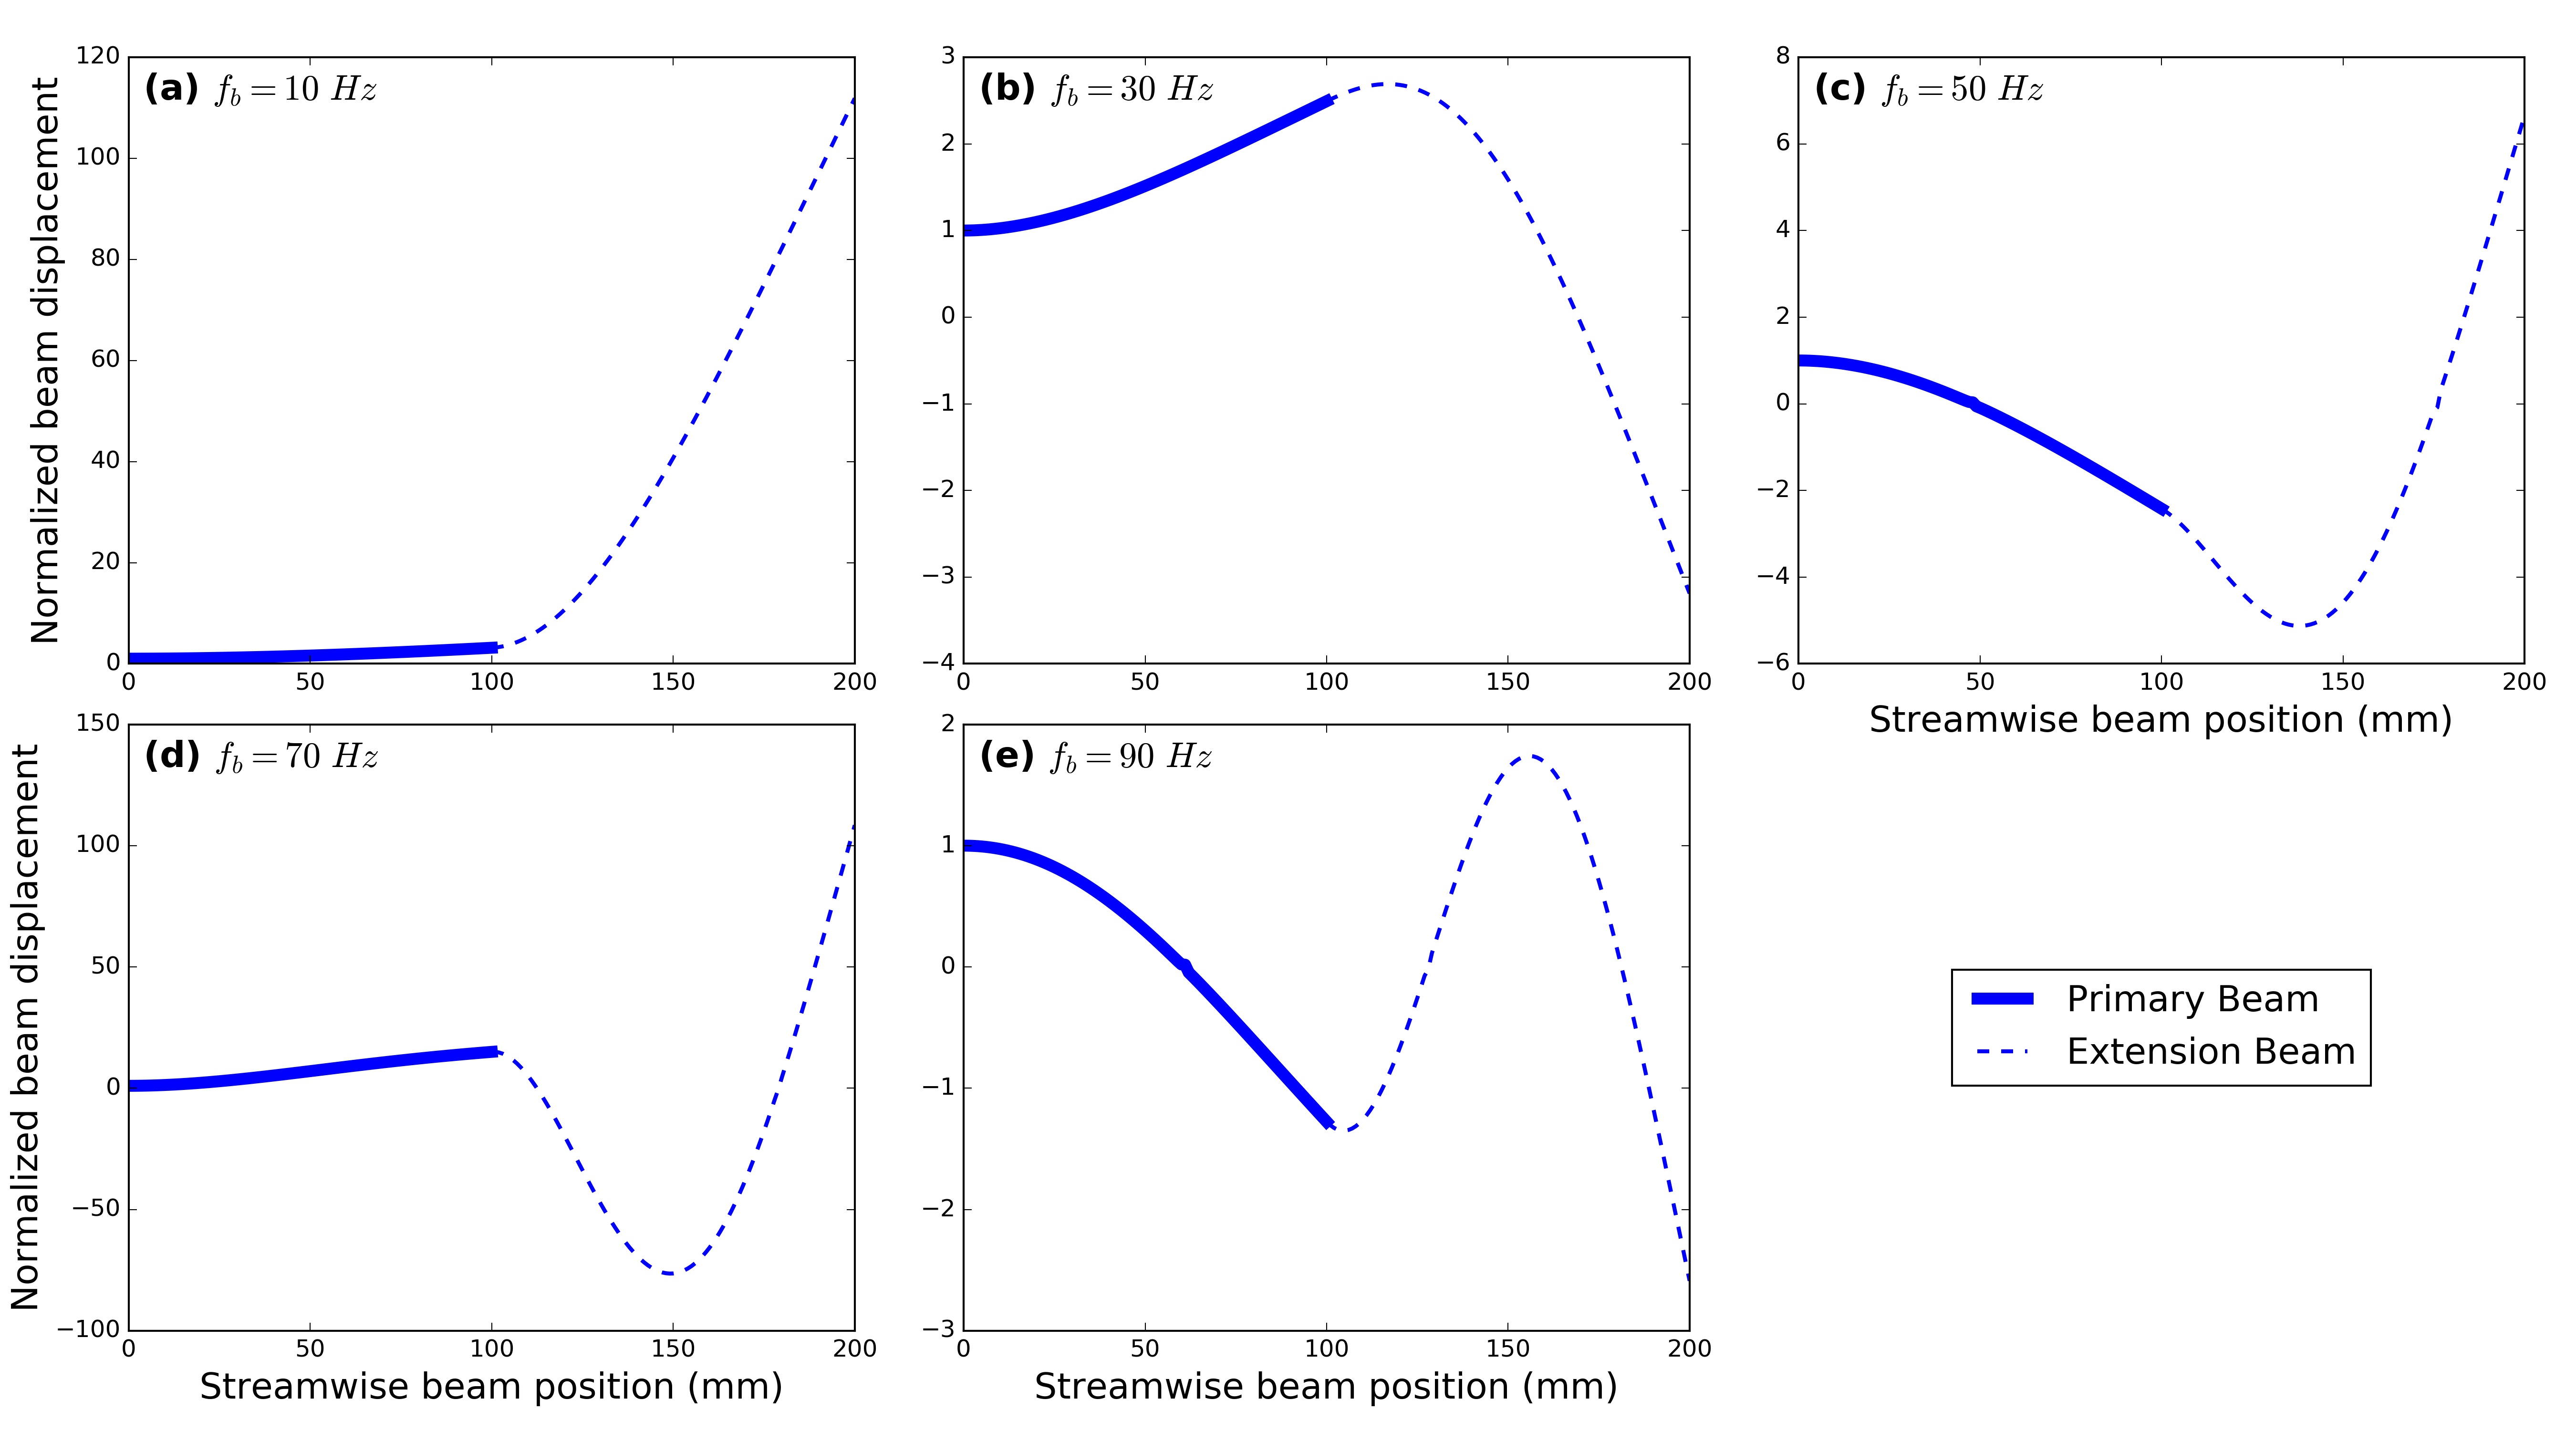 (a) f_b = 10 Hz
Normalized beam displacement
120
100
80
60
40
20
0
0 50 100 150 200
(b) f_b = 30 Hz
3
2
1
0
−1
−2
−3
−4
0 50 100 150 200
(c) f_b = 50 Hz
8
6
4
2
0
−2
−4
−6
0 50 100 150 200
Streamwise beam position (mm)
(d) f_b = 70 Hz
Normalized beam displacement
150
100
50
0
−50
−100
0 50 100 150 200
Streamwise beam position (mm)
(e) f_b = 90 Hz
2
1
0
−1
−2
−3
0 50 100 150 200
Streamwise beam position (mm)
Primary Beam
Extension Beam